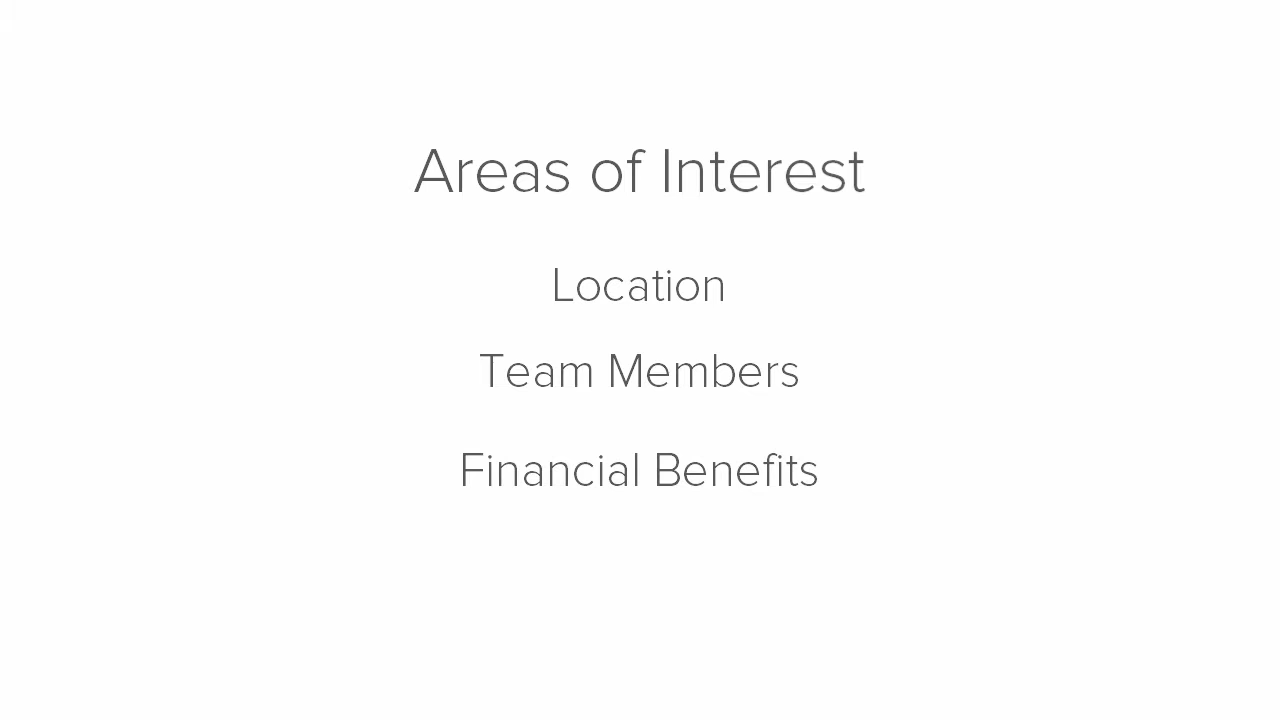 Areas of Interest
Location
Team Members
Financial Benefits